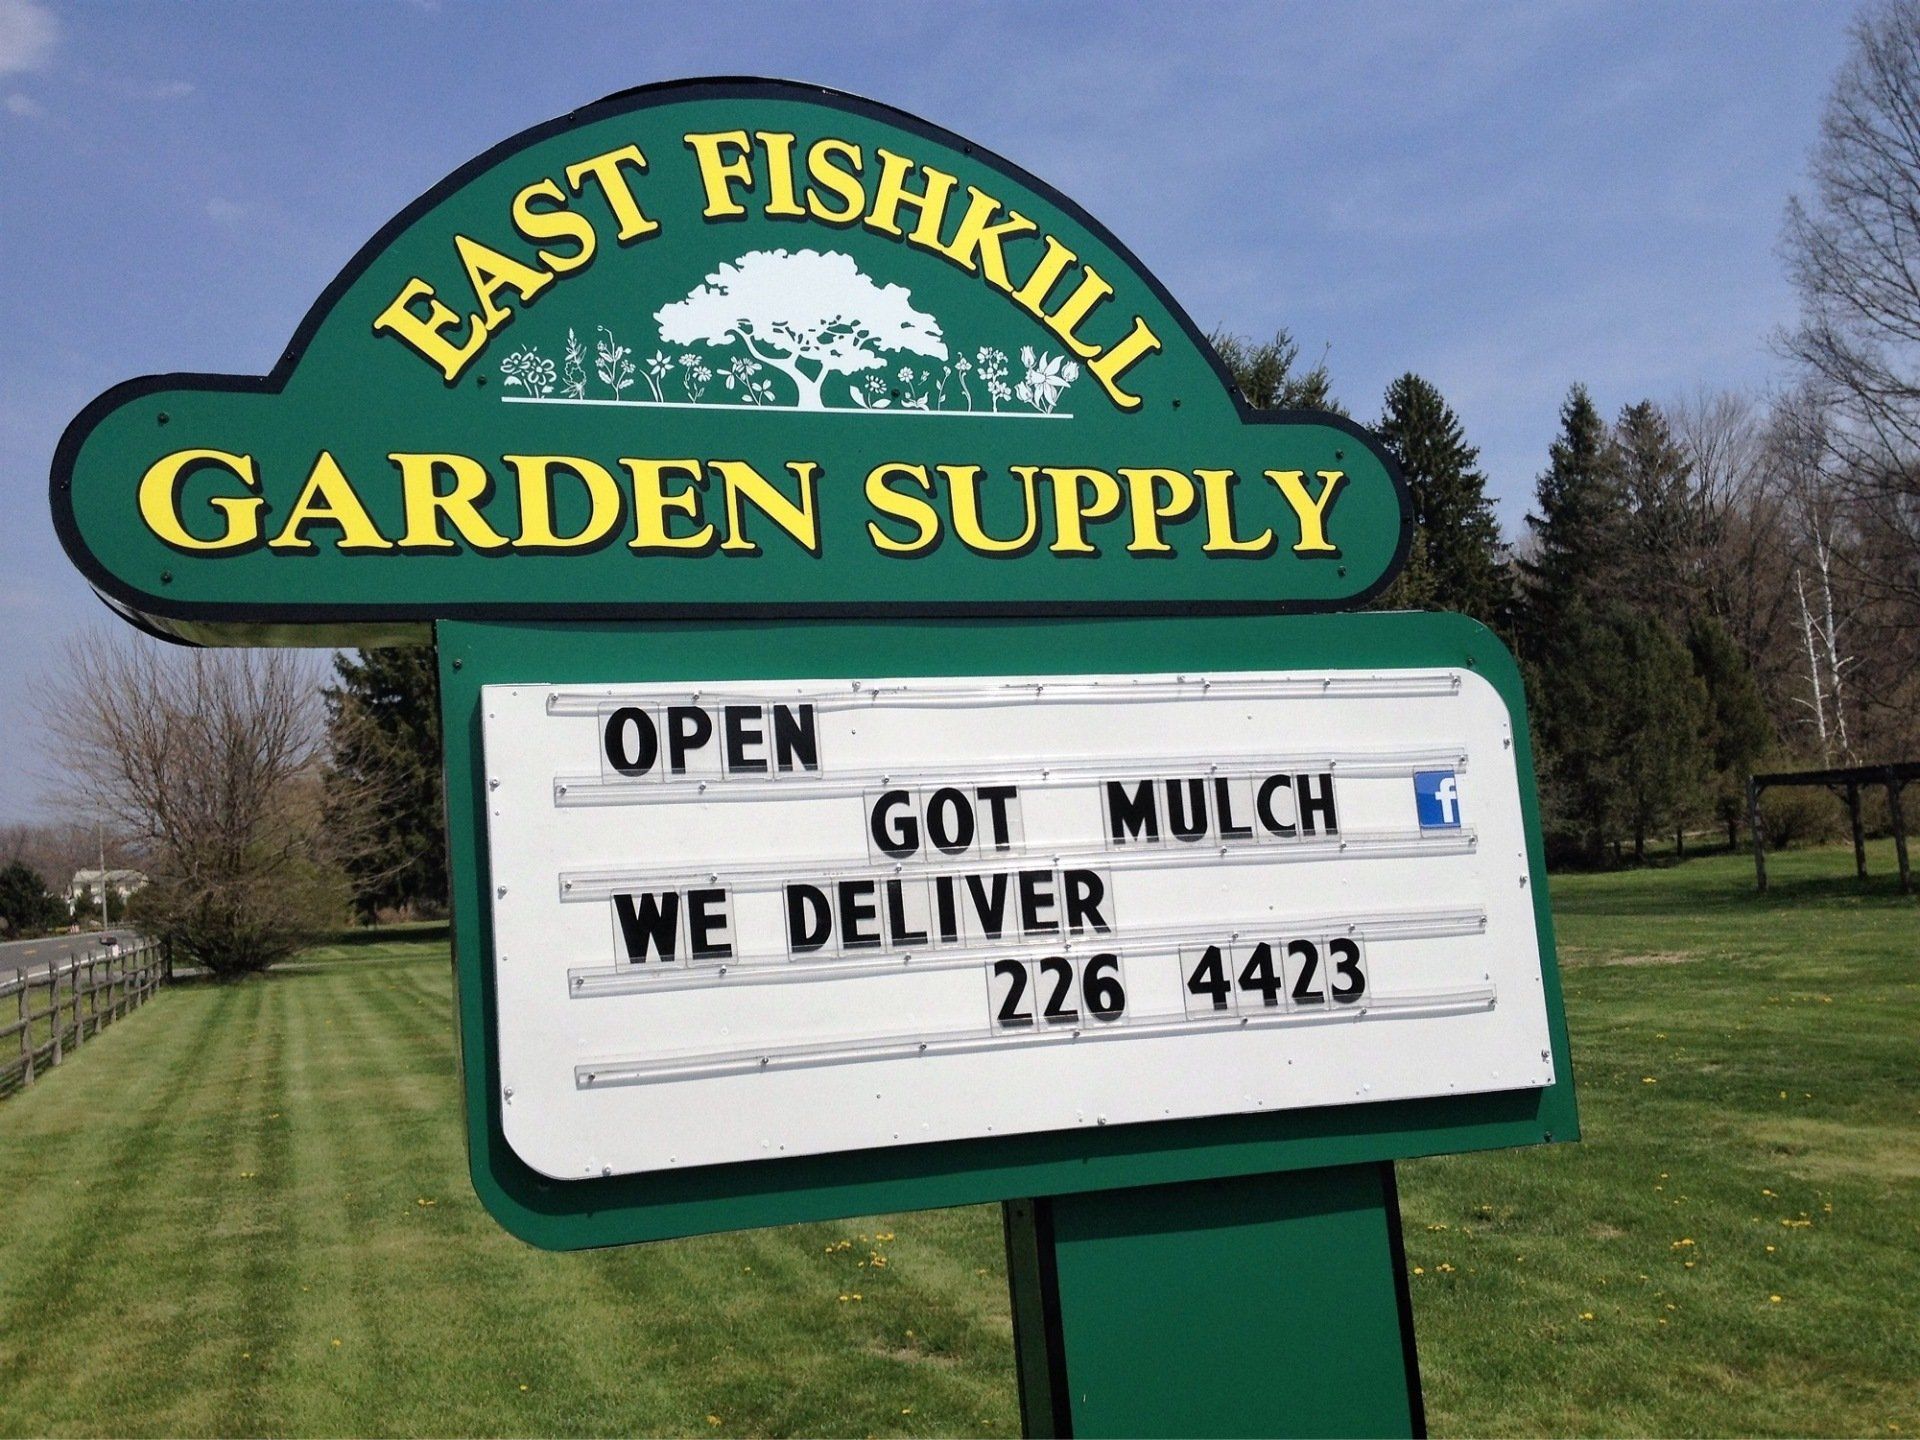 EAST FISHKILL
GARDEN SUPPLY
OPEN
GOT MULCH f
WE DELIVER
226 4423